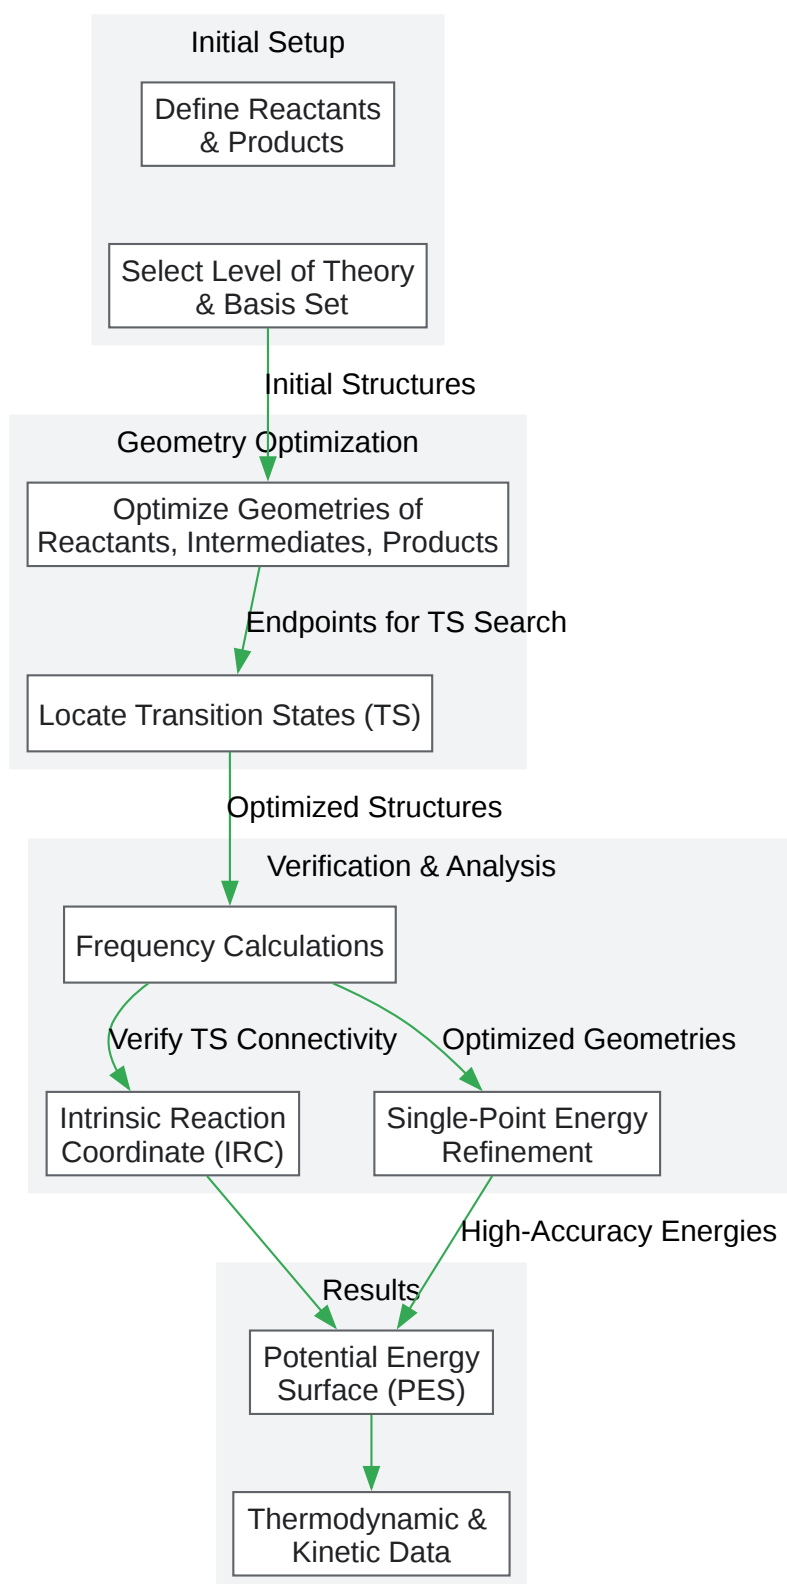 Initial Setup
Define Reactants
& Products
Select Level of Theory
& Basis Set
Initial Structures
Geometry Optimization
Optimize Geometries of
Reactants, Intermediates, Products
Endpoints for TS Search
Locate Transition States (TS)
Optimized Structures
Verification & Analysis
Frequency Calculations
Verify TS Connectivity
Optimized Geometries
Intrinsic Reaction
Coordinate (IRC)
Single-Point Energy
Refinement
High-Accuracy Energies
Results
Potential Energy
Surface (PES)
Thermodynamic &
Kinetic Data